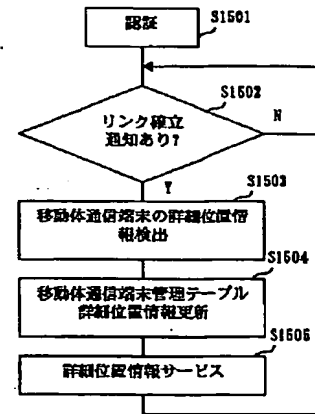 認証
S1501
S1502
リンク確立
通知あり?
N
Y
S1503
移動体通信端末の詳細位置情
報検出
S1504
移動体通信端末管理テーブル
詳細位置情報更新
S1505
詳細位置情報サービス